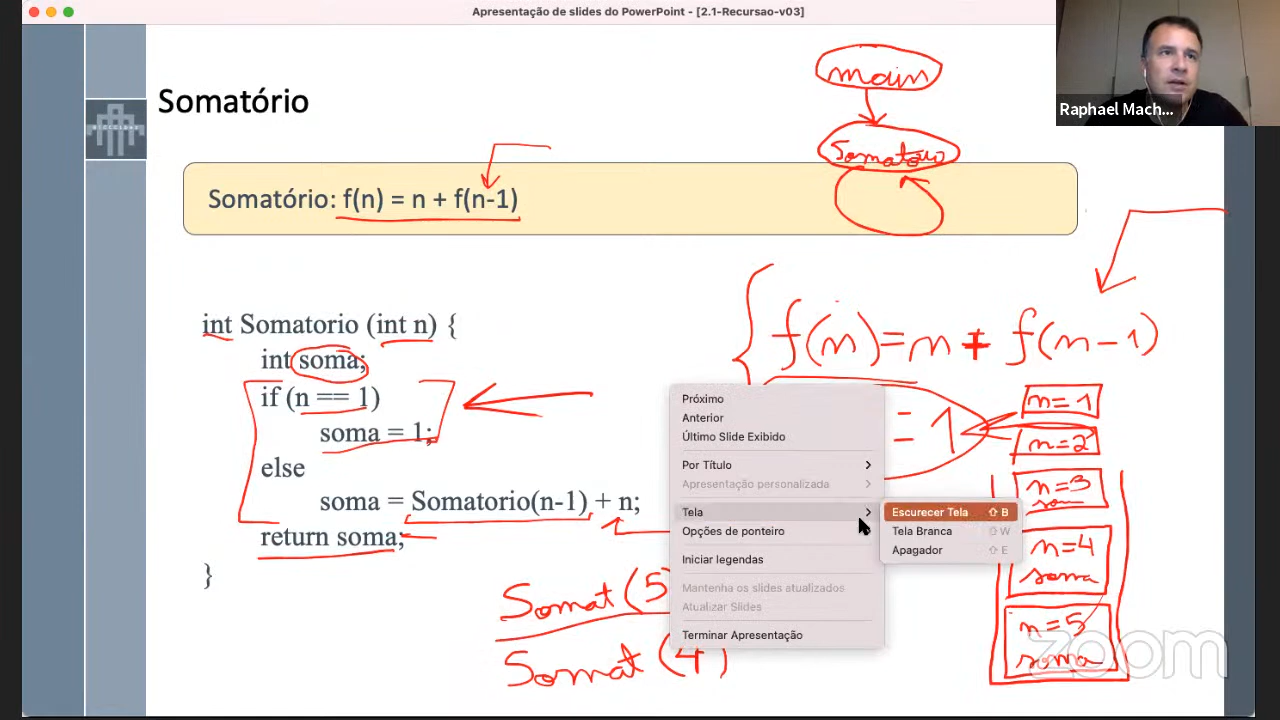 Apresentação de slides do PowerPoint - [2.1-Recursao-v03]
Raphael Mach...
Somatório
main
Somatório
Somatório: f(n) = n + f(n-1)
int Somatorio (int n) {
int soma;
if (n == 1)
soma = 1;
else
soma = Somatorio(n-1) + n;
return soma;
}
f(n) = n + f(n-1)
= 1
n=1
n=2
n=3
n=4
soma
n=5
soma
Somat (5
Somat (4)
Próximo
Anterior
Último Slide Exibido
Por Título
Apresentação personalizada
Tela
Opções de ponteiro
Iniciar legendas
Mantenha os slides atualizados
Atualizar Slides
Terminar Apresentação
Escurecer Tela ⇧ B
Tela Branca ⇧ W
Apagador ⇧ E
zoom